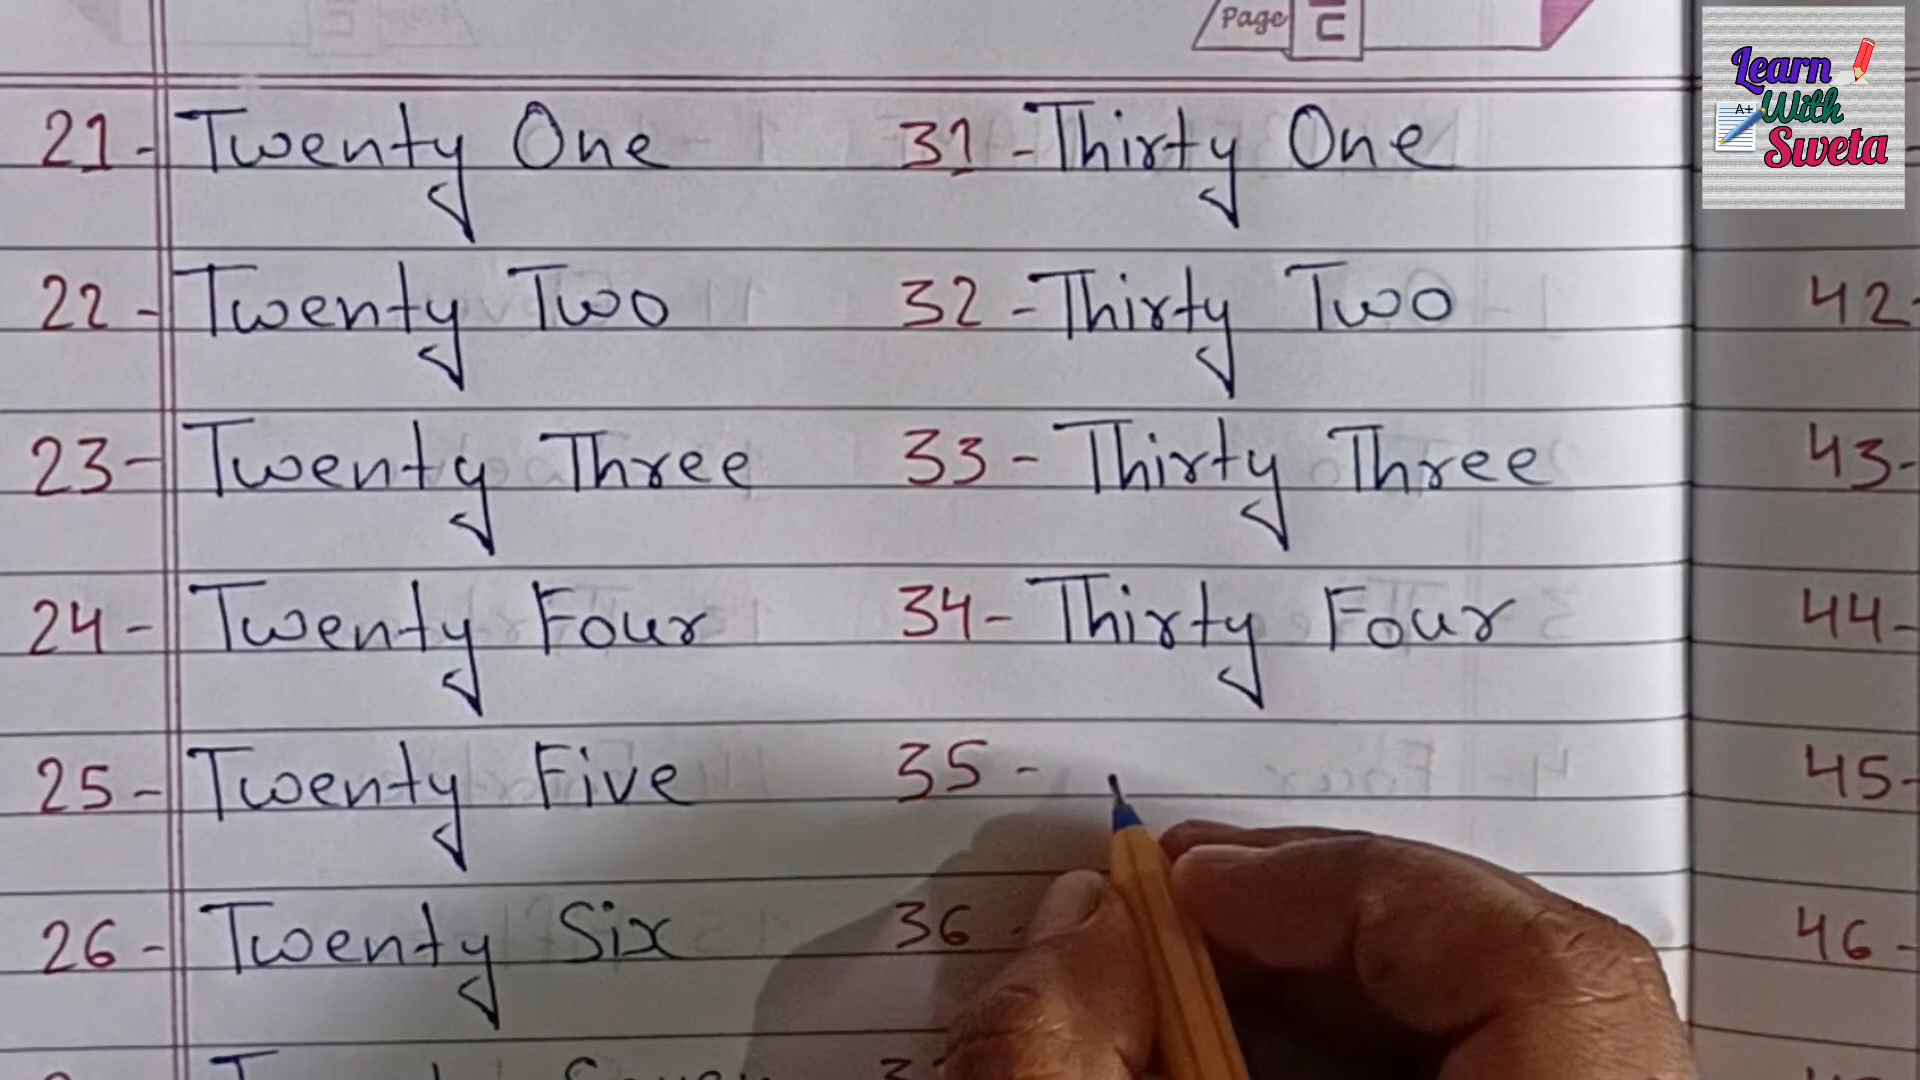 Page
Learn
A+ With
Sweta
21 - Twenty One 31 - Thirty One
22 - Twenty Two 32 - Thirty Two 42-
23 - Twenty Three 33 - Thirty Three 43-
24 - Twenty Four 34 - Thirty Four 44-
25 - Twenty Five 35 - 45-
26 - Twenty Six 36 - 46-